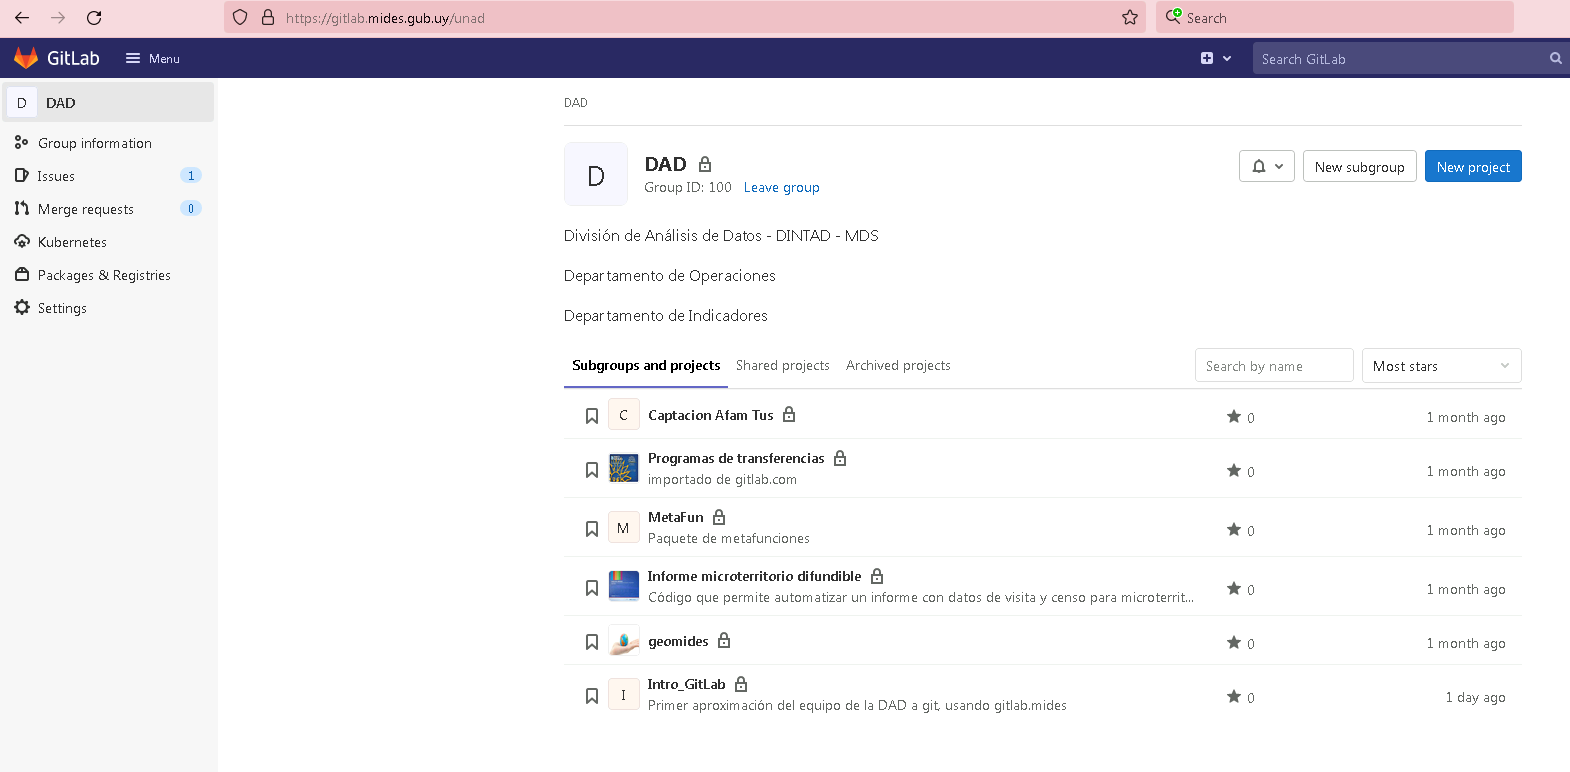 https://gitlab.mides.gub.uy/unad
Search
GitLab
Menu
Search GitLab
D
DAD
Group information
Issues
1
Merge requests
0
Kubernetes
Packages & Registries
Settings
DAD
D
DAD
Group ID: 100
Leave group
New subgroup
New project
División de Análisis de Datos - DINTAD - MDS
Departamento de Operaciones
Departamento de Indicadores
Subgroups and projects
Shared projects
Archived projects
Search by name
Most stars
C
Captacion Afam Tus
0
1 month ago
Programas de transferencias
importado de gitlab.com
0
1 month ago
M
MetaFun
Paquete de metafunciones
0
1 month ago
Informe microterritorio difundible
Código que permite automatizar un informe con datos de visita y censo para microterrit...
0
1 month ago
geomides
0
1 month ago
I
Intro_GitLab
Primer aproximación del equipo de la DAD a git, usando gitlab.mides
0
1 day ago